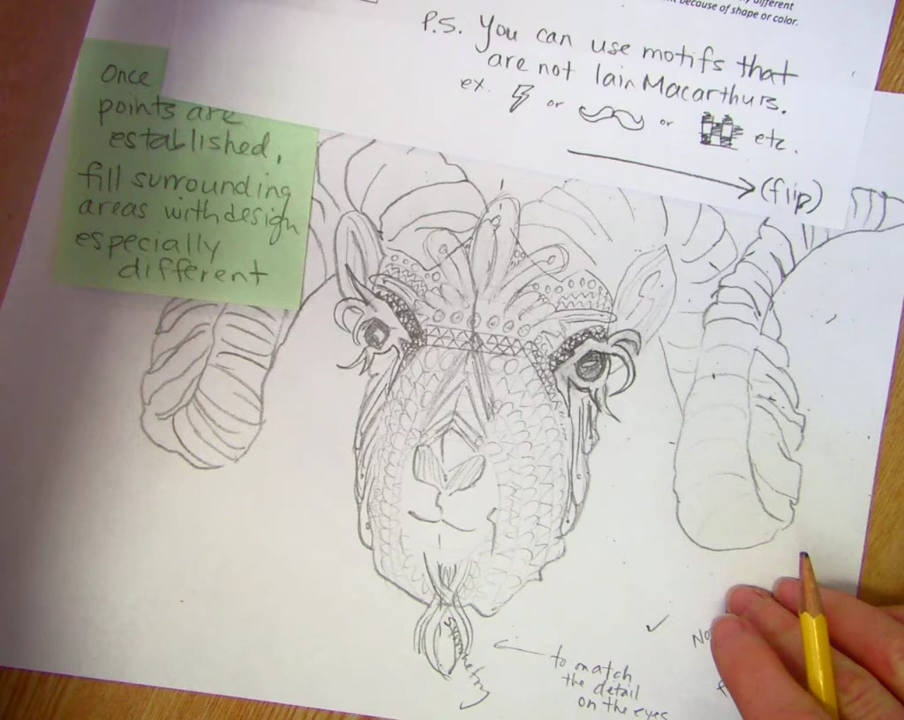 different
because of shape or color.
P.S. You can use motifs that
are not Iain Macarthurs.
ex. or or etc.
(flip)
Once
points are
established,
fill surrounding
areas with design
especially
different
symmetry
to match
the detail
on the eyes